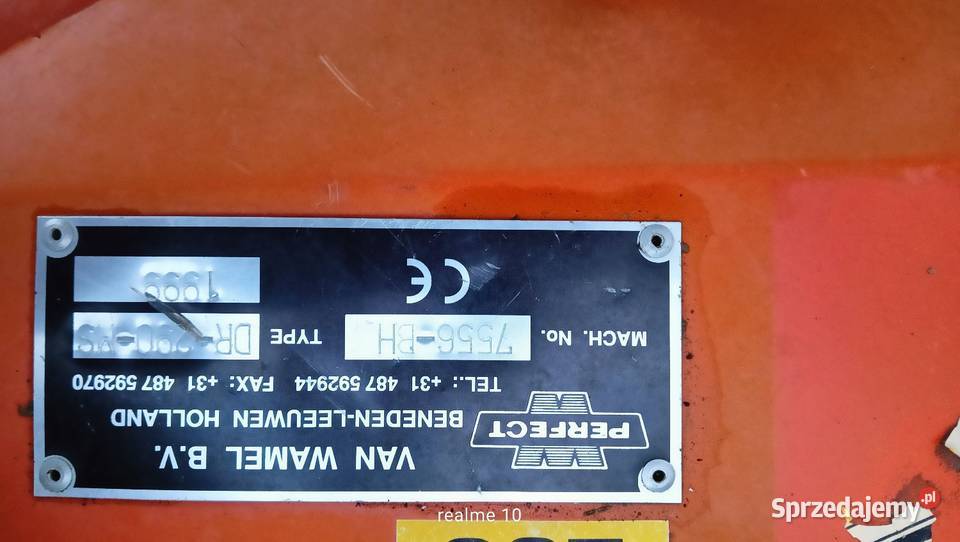 PERFECT
VAN WAMEL B.V.
BENEDEN-LEEUWEN HOLLAND
TEL.: +31 487 592944 FAX: +31 487 592970
MACH. No. 7556-BH TYPE
CE
realme 10
Sprzedajemy.pl